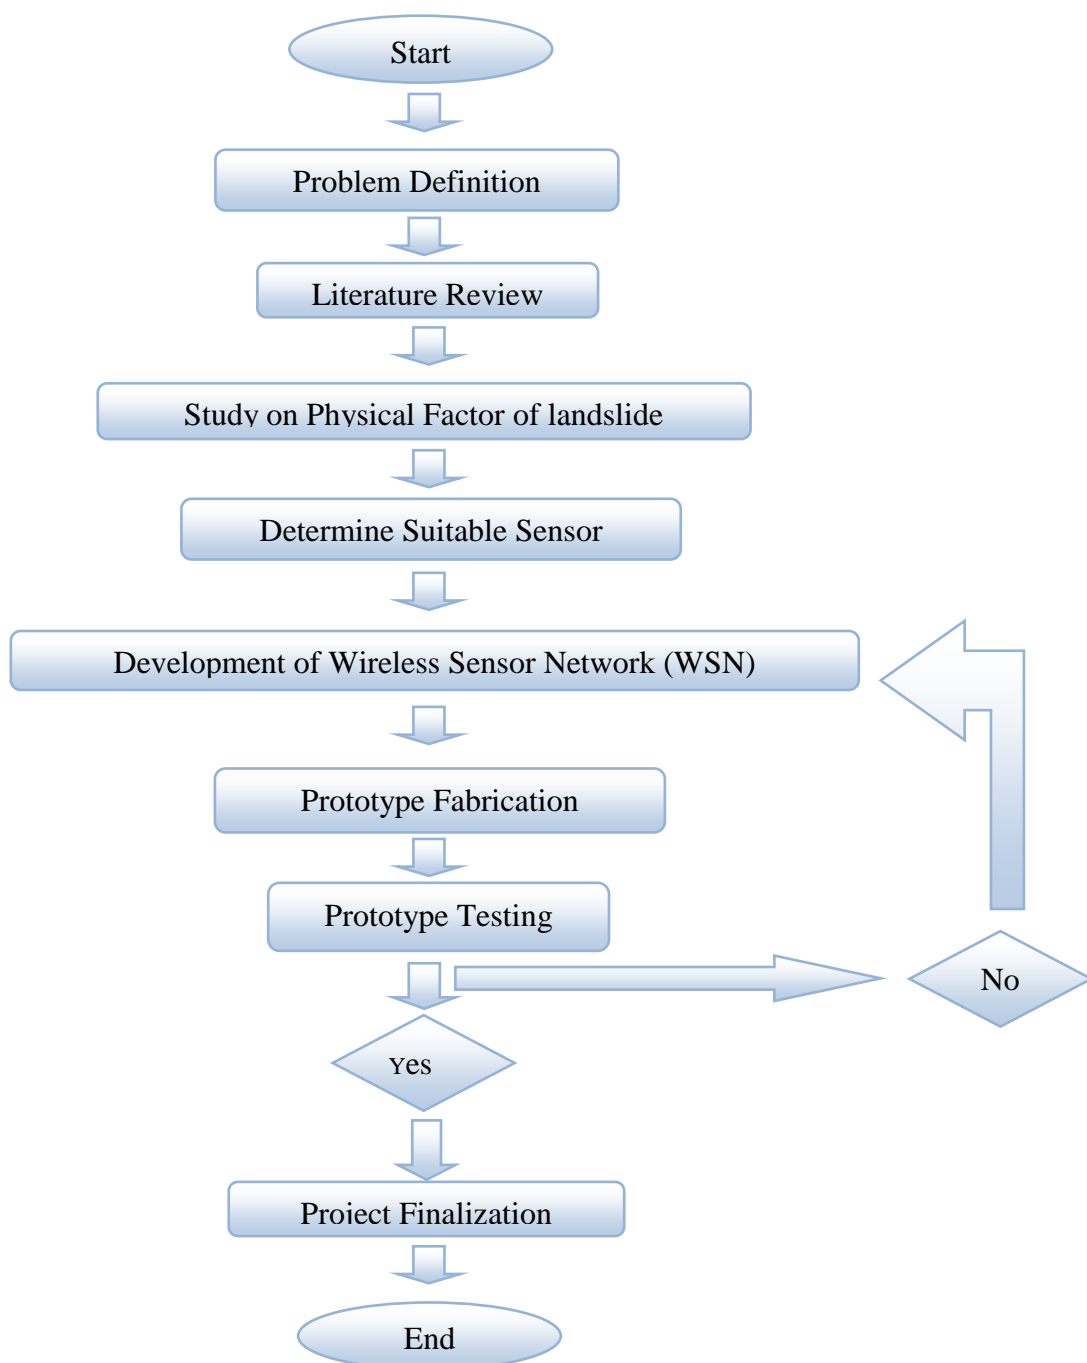 Start
Problem Definition
Literature Review
Study on Physical Factor of landslide
Determine Suitable Sensor
Development of Wireless Sensor Network (WSN)
Prototype Fabrication
Prototype Testing
No
Yes
Project Finalization
End